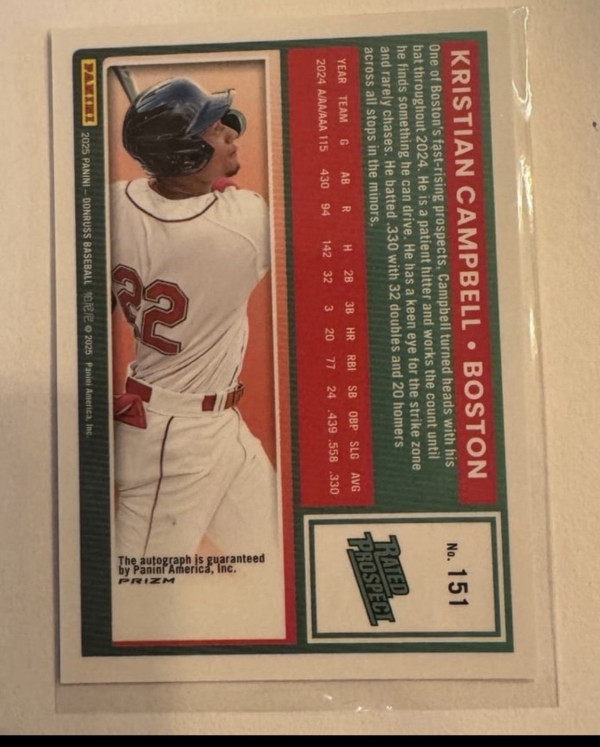 KRISTIAN CAMPBELL • BOSTON
One of Boston's fast-rising prospects, Campbell turned heads with his
bat throughout 2024. He is a patient hitter and works the count until
he finds something he can drive. He has a keen eye for the strike zone
and rarely chases. He batted .330 with 32 doubles and 20 homers
across all stops in the minors.
YEAR TEAM G AB R H 2B 3B HR RBI SB OBP SLG AVG
2024 A/AA/AAA 115 430 94 142 32 3 20 77 24 .439 .558 .330
No. 151
RATED
PROSPECT
22
The autograph is guaranteed
by Panini America, Inc.
PRIZM
PANINI
2025 PANINI – DONRUSS BASEBALL © 2025 Panini America, Inc.